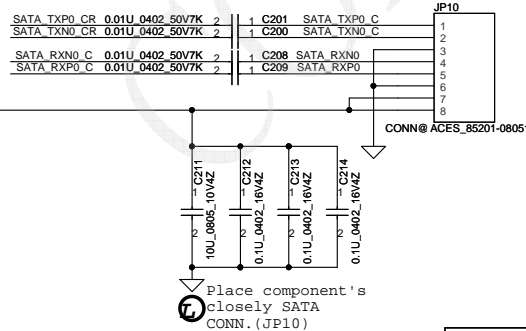 JP10
SATA_TXP0_CR 0.01U_0402_50V7K 2 1 C201 SATA_TXP0_C 1
SATA_TXN0_CR 0.01U_0402_50V7K 2 1 C200 SATA_TXN0_C 2
3
SATA_RXN0_C 0.01U_0402_50V7K 2 1 C208 SATA_RXN0 4
SATA_RXP0_C 0.01U_0402_50V7K 2 1 C209 SATA_RXP0 5
6
7
8
CONN@ ACES_85201-08051
C211 1 2 10U_0805_10V4Z
C212 1 2 0.1U_0402_16V4Z
C213 1 2 0.1U_0402_16V4Z
C214 1 2 0.1U_0402_16V4Z
Place component's
closely SATA
CONN.(JP10)